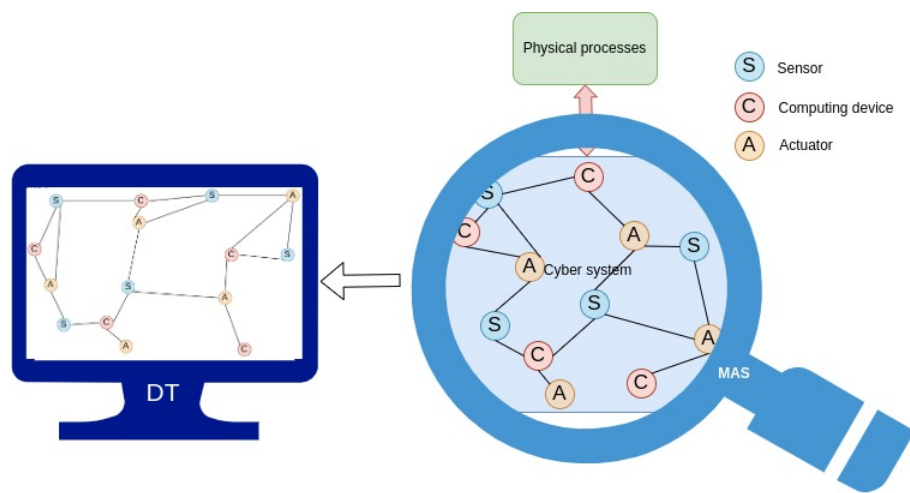 Physical processes
S Sensor
C Computing device
A Actuator
S
C
S
A
A
C
C
S
A
S
A
S
C
A
C
DT
C
S
C
A
S
A
Cyber system
S
S
A
C
C
A
MAS